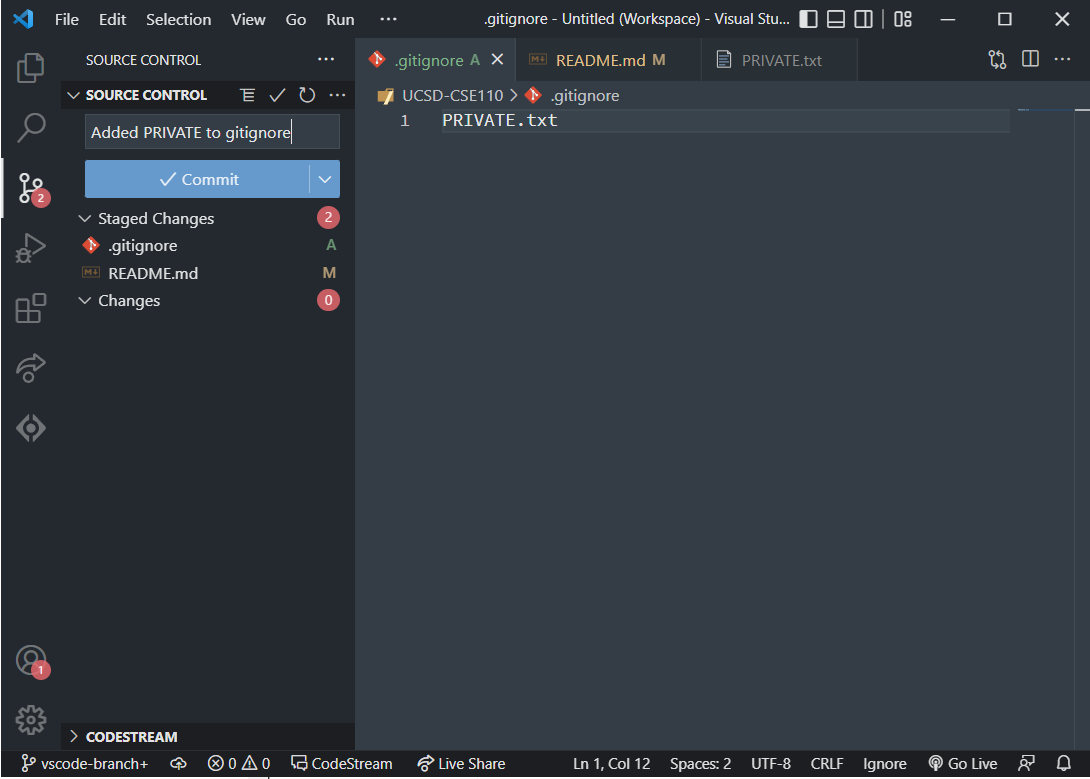 File Edit Selection View Go Run ··· .gitignore - Untitled (Workspace) - Visual Stu...
SOURCE CONTROL ···
.gitignore A
README.md M
PRIVATE.txt
SOURCE CONTROL
UCSD-CSE110 > .gitignore
Added PRIVATE to gitignore
1 PRIVATE.txt
Commit
2
Staged Changes 2
.gitignore A
README.md M
Changes 0
1
CODESTREAM
vscode-branch+ 0 0 CodeStream Live Share Ln 1, Col 12 Spaces: 2 UTF-8 CRLF Ignore Go Live